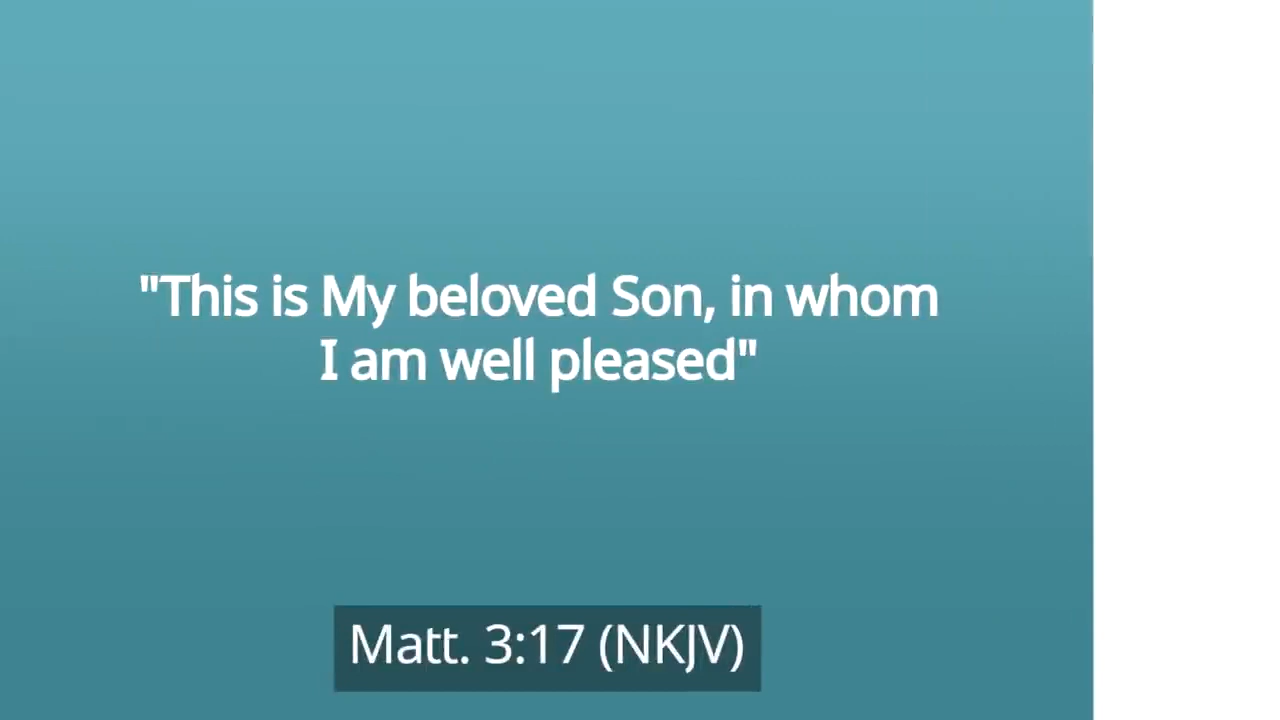 "This is My beloved Son, in whom
I am well pleased"
Matt. 3:17 (NKJV)